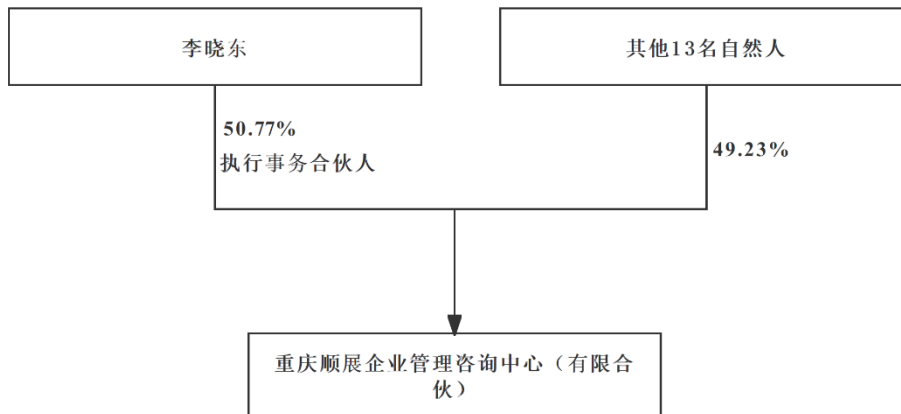 李晓东
其他13名自然人
50.77%
执行事务合伙人
49.23%
重庆顺展企业管理咨询中心（有限合
伙）